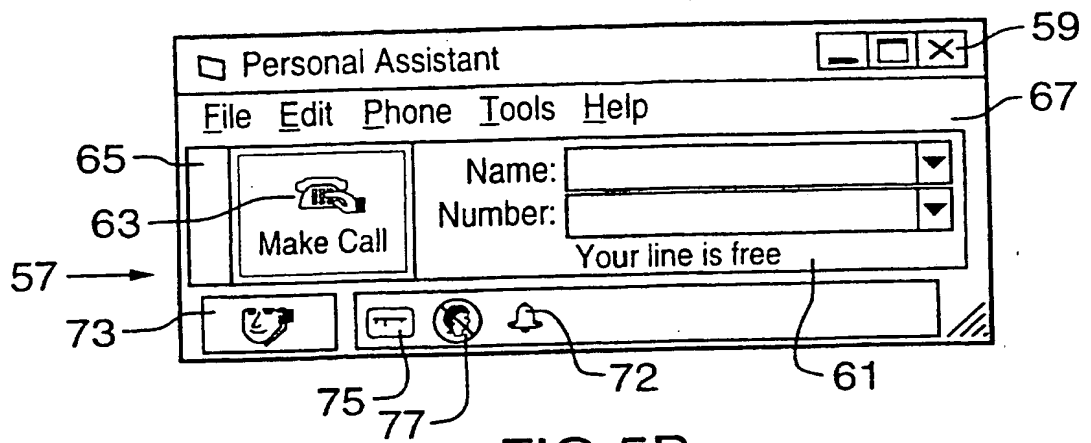 Personal Assistant
59
File Edit Phone Tools Help
67
65
Name:
63
Number:
Make Call
Your line is free
57
73
75
77
72
61